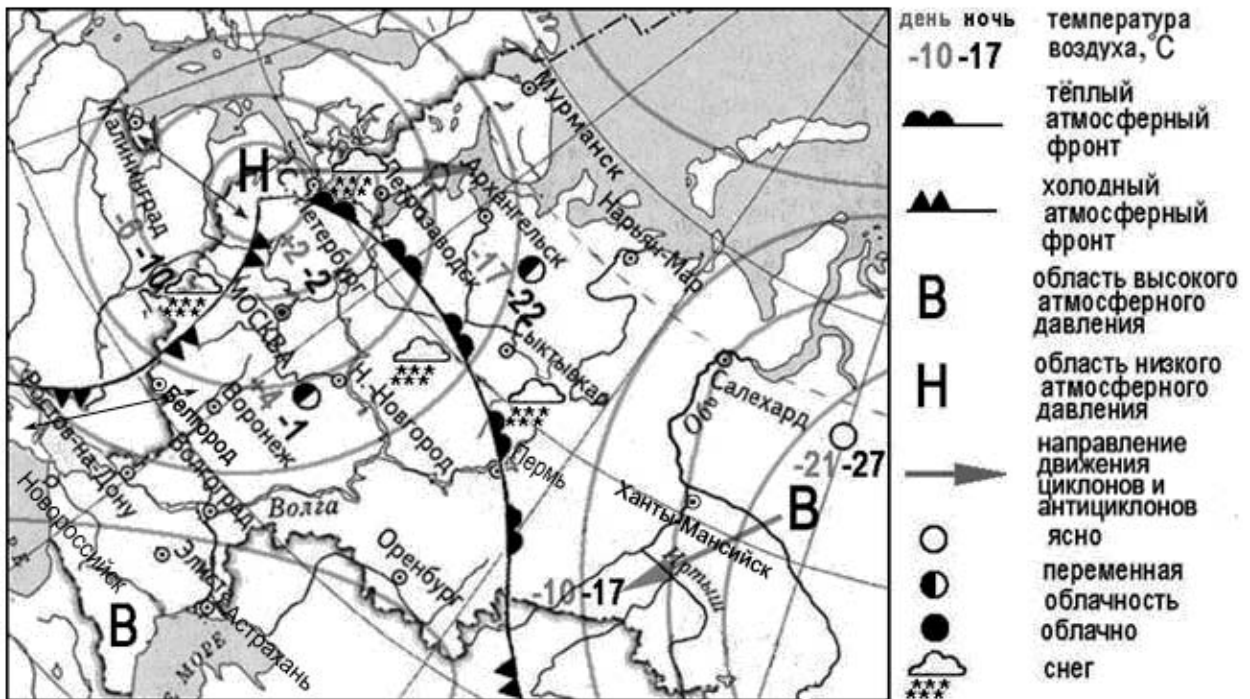 день ночь
-10 -17
температура
воздуха, °C
тёплый
атмосферный
фронт
холодный
атмосферный
фронт
В
область высокого
атмосферного
давления
Н
область низкого
атмосферного
давления
направление
движения
циклонов и
антициклонов
ясно
переменная
облачность
облачно
снег
Мурманск
Калининград
Н
С.-Петербург
Петрозаводск
Архангельск
Нарьян-Мар
-6 -10
+2 -2
-17 -22
МОСКВА
Сыктывкар
Салехард
Обь
+4 -1
Н.-Новгород
Белгород
Воронеж
Ростов-на-Дону
Волгоград
Пермь
-21 -27
В
Ханты-Мансийск
Новороссийск
Волга
Элиста
Оренбург
Иртыш
-10 -17
В
Астрахань
МОРЕ